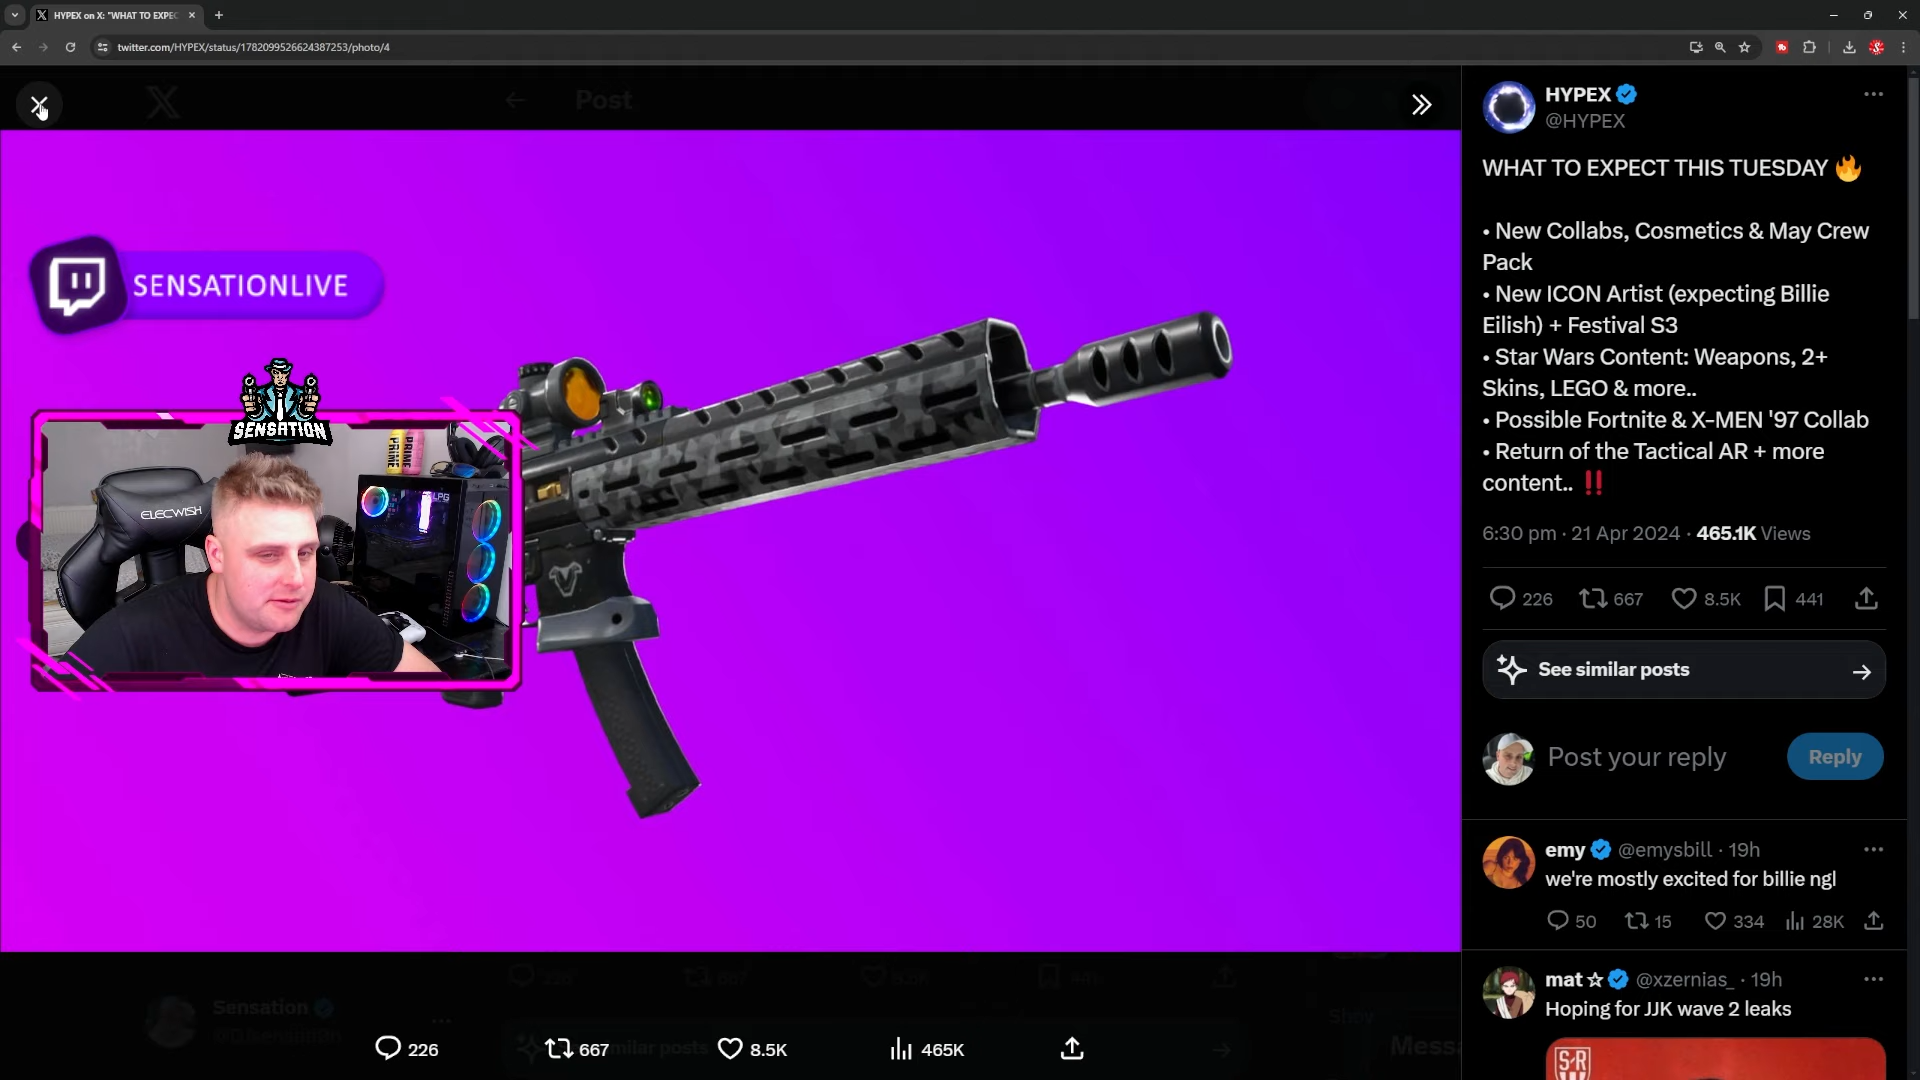 HYPEX on X: "WHAT TO EXPEC
twitter.com/HYPEX/status/1782099526624387253/photo/4
Post
SENSATIONLIVE
SENSATION
PRIME
PRIME
ELECWISH
LPG
HYPEX
@HYPEX
WHAT TO EXPECT THIS TUESDAY 🔥
• New Collabs, Cosmetics & May Crew
Pack
• New ICON Artist (expecting Billie
Eilish) + Festival S3
• Star Wars Content: Weapons, 2+
Skins, LEGO & more..
• Possible Fortnite & X-MEN '97 Collab
• Return of the Tactical AR + more
content.. ‼️
6:30 pm · 21 Apr 2024 · 465.1K Views
226 667 8.5K 441
See similar posts
Post your reply
Reply
emy @emysbill · 19h
we're mostly excited for billie ngl
50 15 334 28K
mat☆ @xzernias_ · 19h
Hoping for JJK wave 2 leaks
Sensation
226 667 8.5K 465K